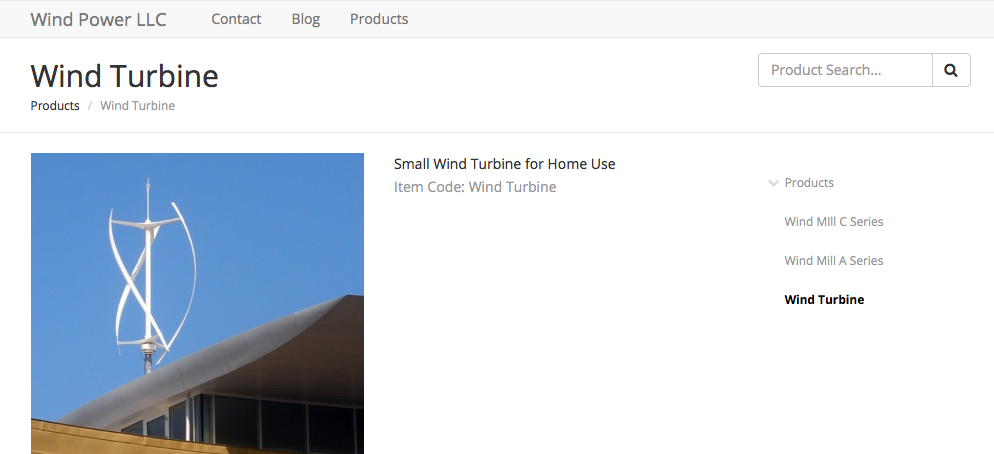 Wind Power LLC Contact Blog Products
Wind Turbine
Product Search...
Products / Wind Turbine
Small Wind Turbine for Home Use
Item Code: Wind Turbine
Products
Wind MIll C Series
Wind Mill A Series
Wind Turbine